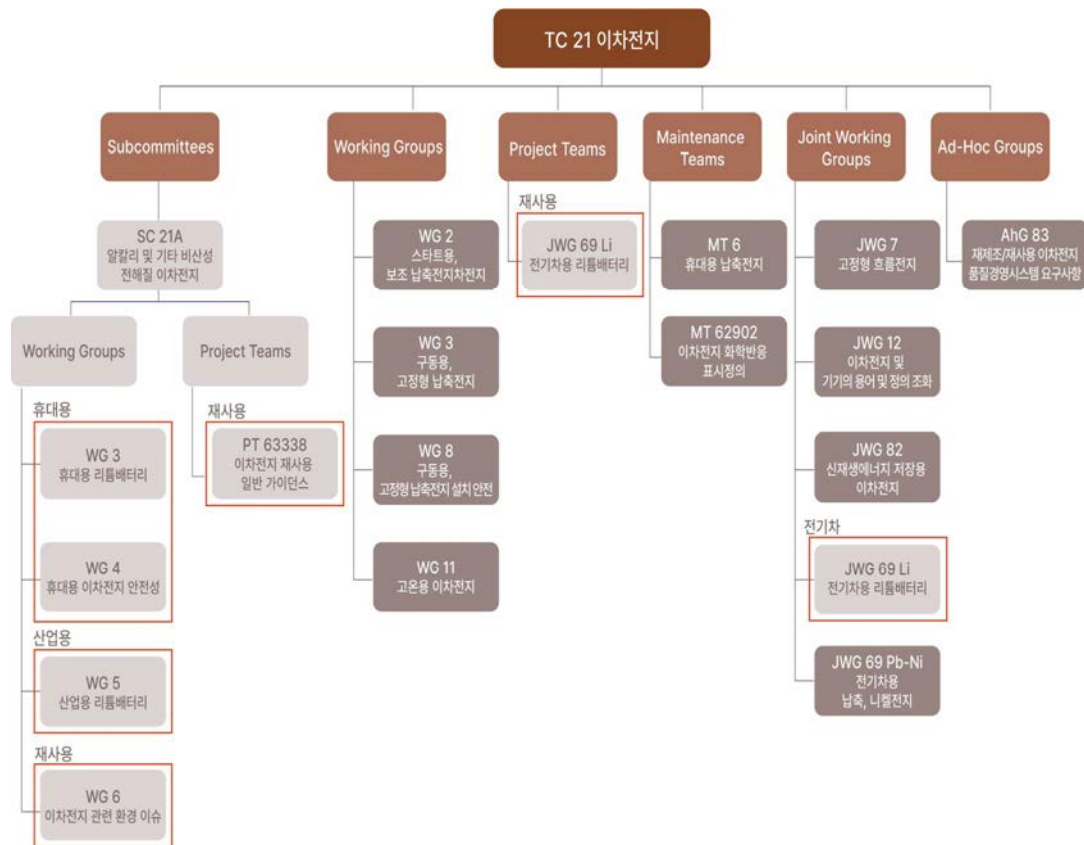 TC 21 이차전지
Subcommittees
SC 21A
알칼리 및 기타 비산성
전해질 이차전지
Working Groups
휴대용
WG 3
휴대용 리튬배터리
WG 4
휴대용 이차전지 안전성
산업용
WG 5
산업용 리튬배터리
재사용
WG 6
이차전지 관련 환경 이슈
Project Teams
재사용
PT 63338
이차전지 재사용
일반 가이던스
Working Groups
WG 2
스타트용,
보조 납축전지차전지
WG 3
구동용,
고정형 납축전지
WG 8
구동용,
고정형 납축전지 설치 안전
WG 11
고온용 이차전지
Project Teams
재사용
JWG 69 Li
전기차용 리튬배터리
Maintenance
Teams
MT 6
휴대용 납축전지
MT 62902
이차전지 화학반응
표시정의
Joint Working
Groups
JWG 7
고정형 흐름전지
JWG 12
이차전지 및
기기의 용어 및 정의 조화
JWG 82
신재생에너지 저장용
이차전지
전기차
JWG 69 Li
전기차용 리튬배터리
JWG 69 Pb-Ni
전기차용
납축, 니켈전지
Ad-Hoc Groups
AhG 83
재제조/재사용 이차전지
품질경영시스템 요구사항